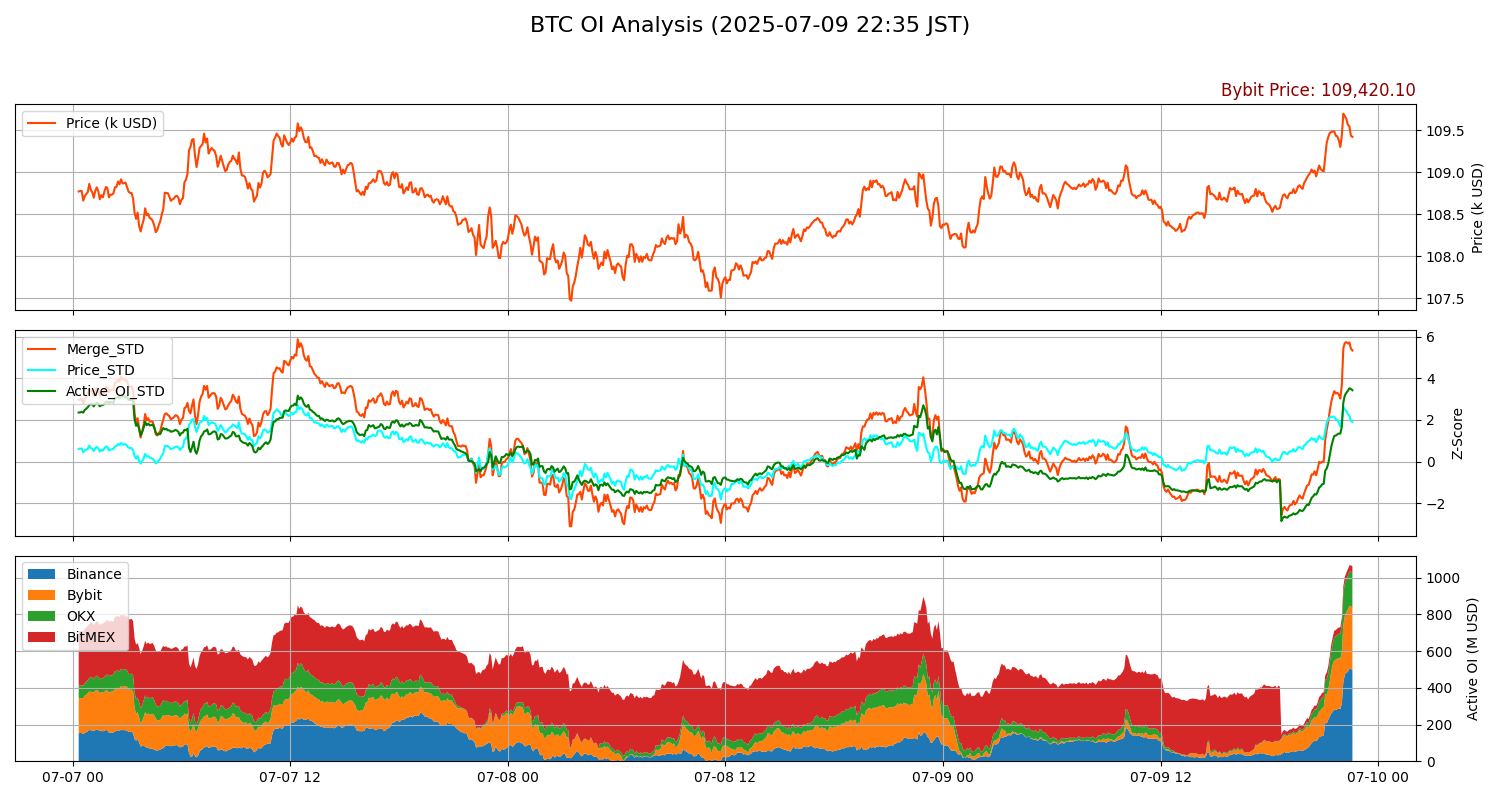 BTC OI Analysis (2025-07-09 22:35 JST)
Bybit Price: 109,420.10
Price (k USD)
109.5
109.0
108.5
108.0
107.5
Price (k USD)
Merge_STD
Price_STD
Active_OI_STD
6
4
2
0
−2
Z-Score
Binance
Bybit
OKX
BitMEX
1000
800
600
400
200
0
Active OI (M USD)
07-07 00
07-07 12
07-08 00
07-08 12
07-09 00
07-09 12
07-10 00